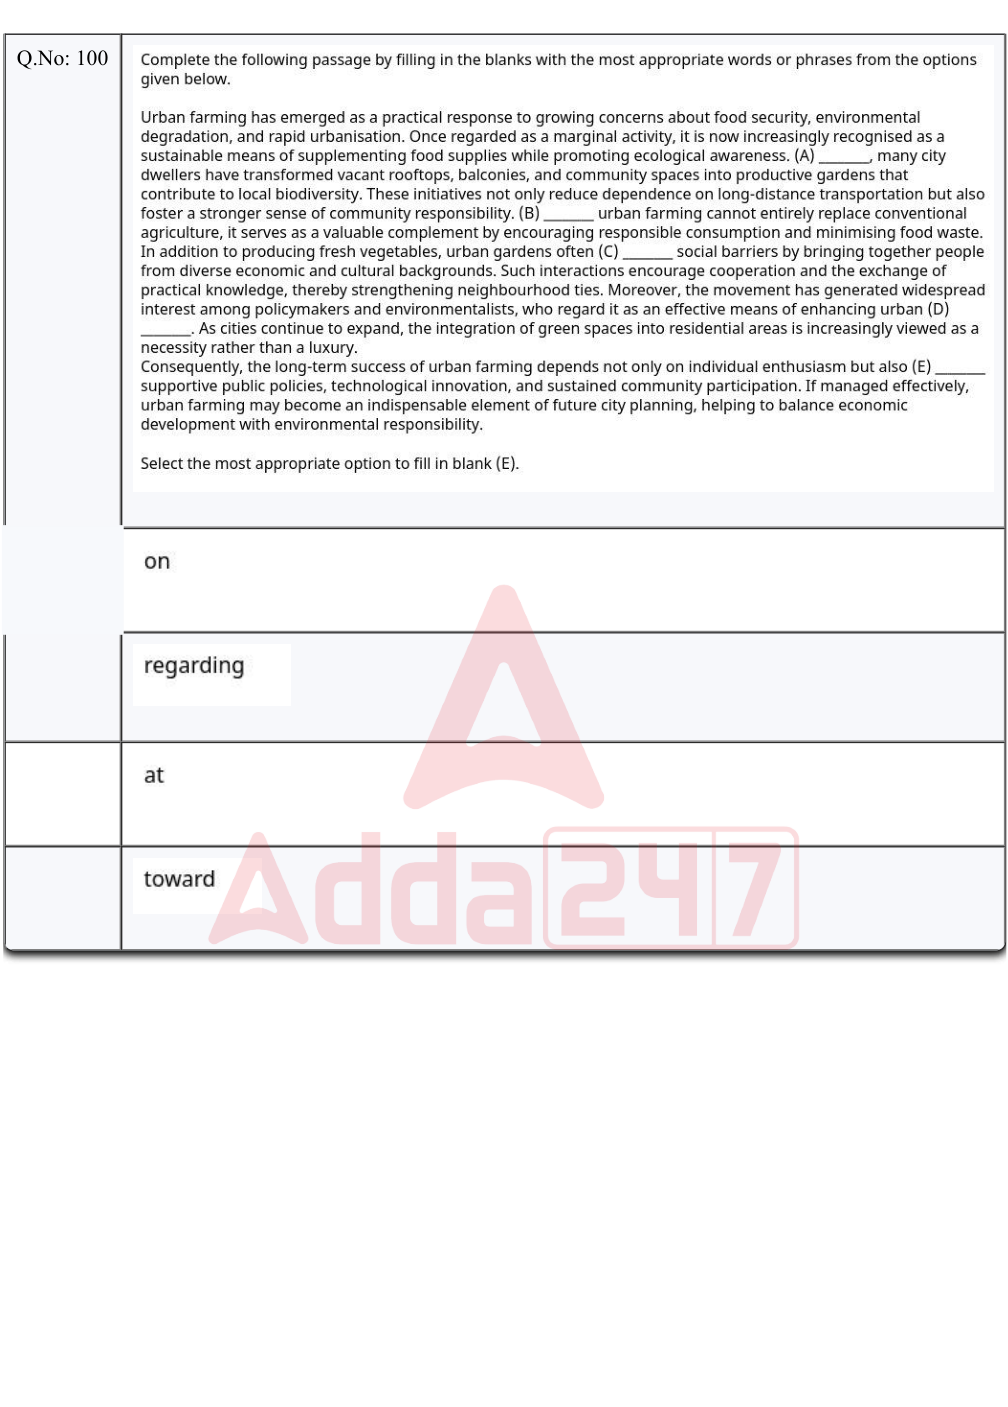 Q.No: 100
Complete the following passage by filling in the blanks with the most appropriate words or phrases from the options
given below.
Urban farming has emerged as a practical response to growing concerns about food security, environmental
degradation, and rapid urbanisation. Once regarded as a marginal activity, it is now increasingly recognised as a
sustainable means of supplementing food supplies while promoting ecological awareness. (A) _______, many city
dwellers have transformed vacant rooftops, balconies, and community spaces into productive gardens that
contribute to local biodiversity. These initiatives not only reduce dependence on long-distance transportation but also
foster a stronger sense of community responsibility. (B) _______ urban farming cannot entirely replace conventional
agriculture, it serves as a valuable complement by encouraging responsible consumption and minimising food waste.
In addition to producing fresh vegetables, urban gardens often (C) _______ social barriers by bringing together people
from diverse economic and cultural backgrounds. Such interactions encourage cooperation and the exchange of
practical knowledge, thereby strengthening neighbourhood ties. Moreover, the movement has generated widespread
interest among policymakers and environmentalists, who regard it as an effective means of enhancing urban (D)
_______. As cities continue to expand, the integration of green spaces into residential areas is increasingly viewed as a
necessity rather than a luxury.
Consequently, the long-term success of urban farming depends not only on individual enthusiasm but also (E) _______
supportive public policies, technological innovation, and sustained community participation. If managed effectively,
urban farming may become an indispensable element of future city planning, helping to balance economic
development with environmental responsibility.
Select the most appropriate option to fill in blank (E).
on
regarding
at
toward
Adda247